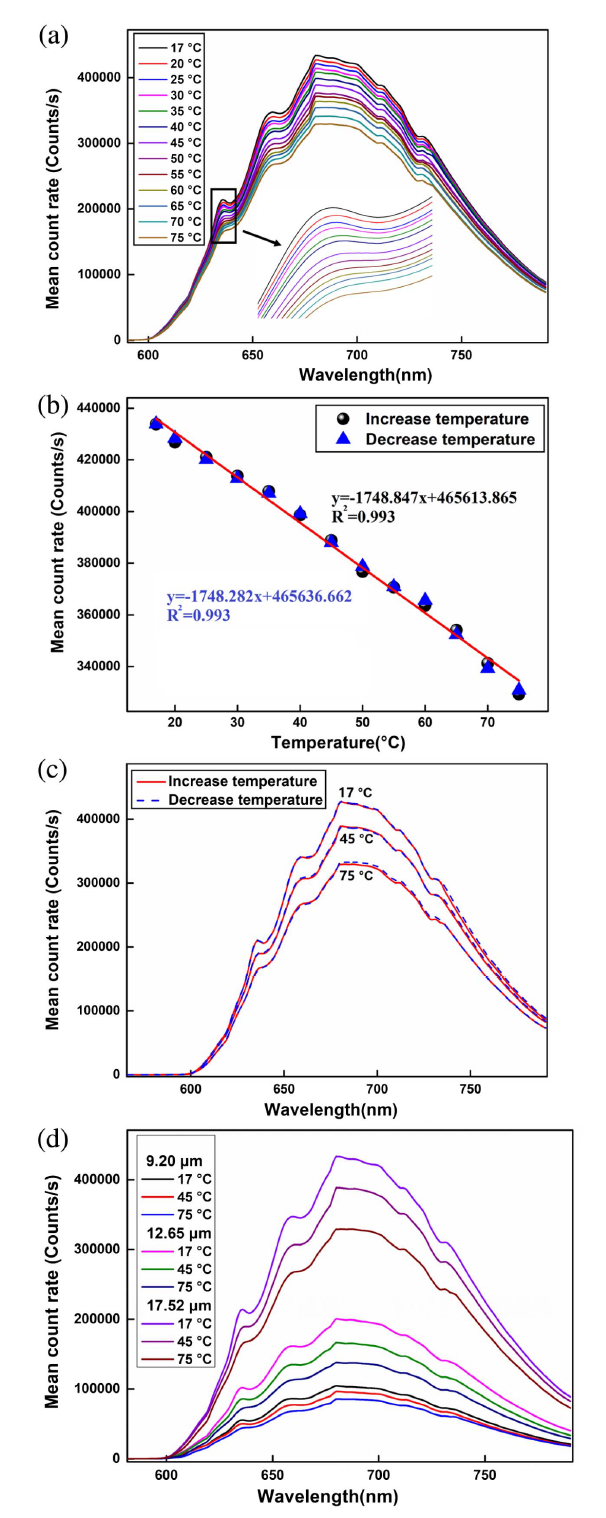 (a)
17 °C
20 °C
25 °C
30 °C
35 °C
40 °C
45 °C
50 °C
55 °C
60 °C
65 °C
70 °C
75 °C
400000
300000
200000
100000
0
Mean count rate (Counts/s)
600 650 700 750
Wavelength(nm)
(b)
440000
420000
400000
380000
360000
340000
Mean count rate (Counts/s)
Increase temperature
Decrease temperature
y=-1748.847x+465613.865
R²=0.993
y=-1748.282x+465636.662
R²=0.993
20 30 40 50 60 70
Temperature(°C)
(c)
Increase temperature
Decrease temperature
17 °C
45 °C
75 °C
400000
300000
200000
100000
0
Mean count rate (Counts/s)
600 650 700 750
Wavelength(nm)
(d)
9.20 μm
17 °C
45 °C
75 °C
12.65 μm
17 °C
45 °C
75 °C
17.52 μm
17 °C
45 °C
75 °C
400000
300000
200000
100000
0
Mean count rate (Counts/s)
600 650 700 750
Wavelength(nm)